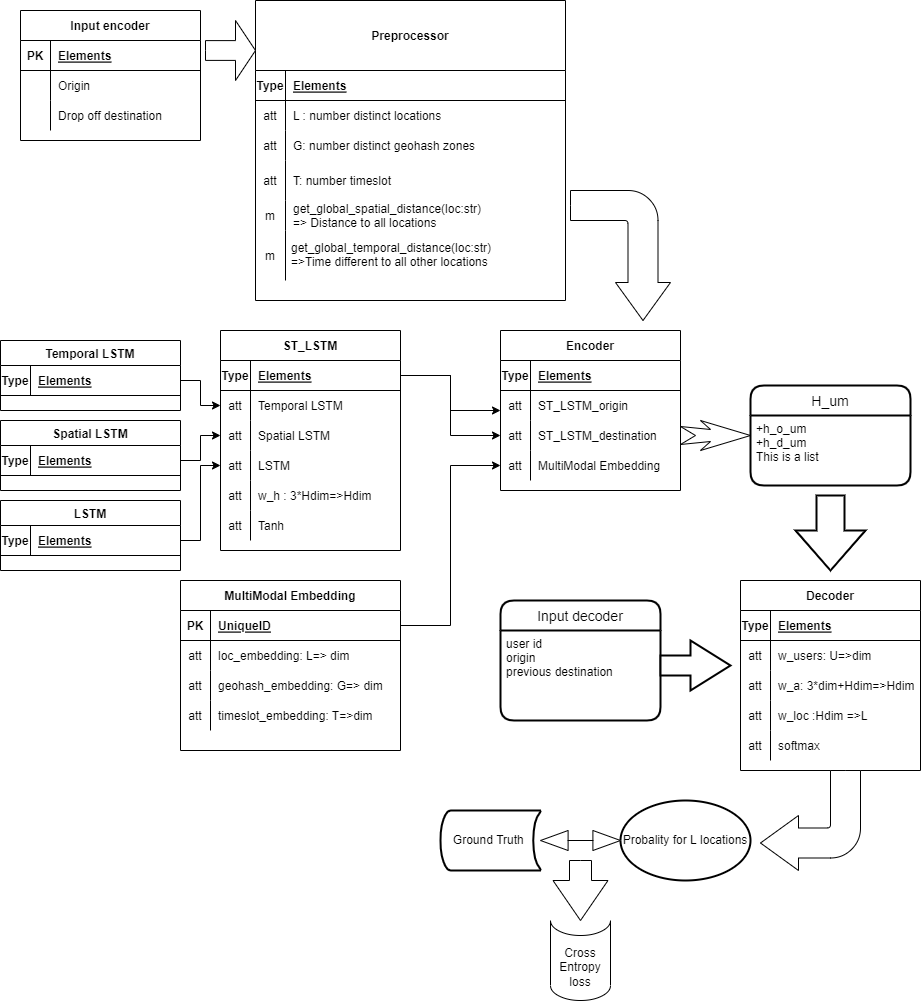 Input encoder
PK Elements
Origin
Drop off destination
Preprocessor
Type Elements
att L : number distinct locations
att G: number distinct geohash zones
att T: number timeslot
m get_global_spatial_distance(loc:str)
=> Distance to all locations
m get_global_temporal_distance(loc:str)
=>Time different to all other locations
Temporal LSTM
Type Elements
Spatial LSTM
Type Elements
LSTM
Type Elements
ST_LSTM
Type Elements
att Temporal LSTM
att Spatial LSTM
att LSTM
att w_h : 3*Hdim=>Hdim
att Tanh
Encoder
Type Elements
att ST_LSTM_origin
att ST_LSTM_destination
att MultiModal Embedding
H_um
+h_o_um
+h_d_um
This is a list
MultiModal Embedding
PK UniqueID
att loc_embedding: L=> dim
att geohash_embedding: G=> dim
att timeslot_embedding: T=>dim
Input decoder
user id
origin
previous destination
Decoder
Type Elements
att w_users: U=>dim
att w_a: 3*dim+Hdim=>Hdim
att w_loc :Hdim =>L
att softmax
Ground Truth
Probality for L locations
Cross
Entropy
loss